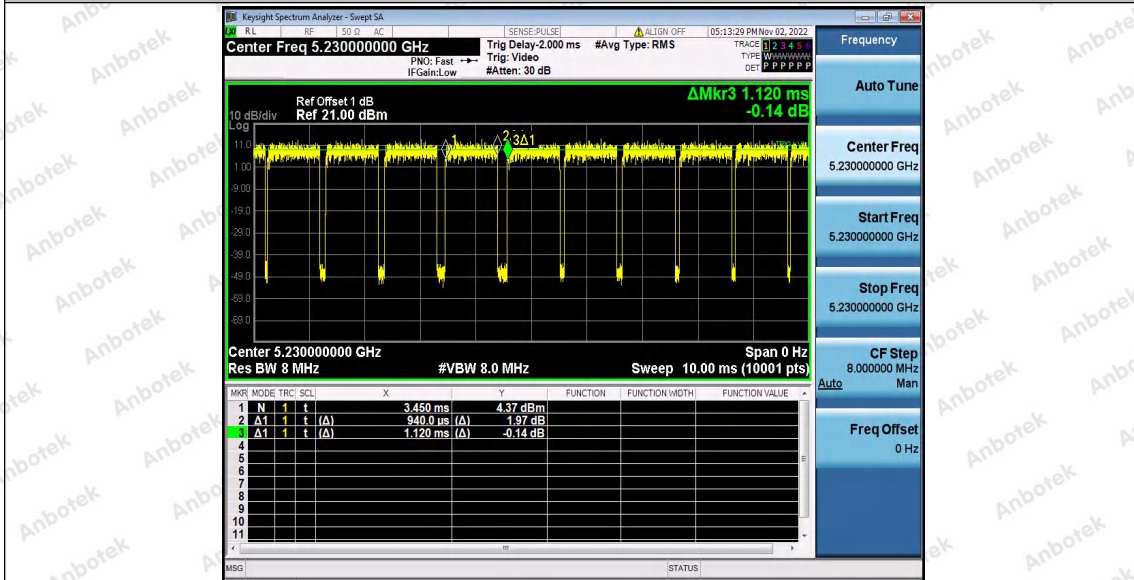 Keysight Spectrum Analyzer - Swept SA
RL RF 50 Ω AC SENSE:PULSE ALIGN OFF 05:13:29 PM Nov 02, 2022
Center Freq 5.230000000 GHz
PNO: Fast
IFGain:Low
Trig Delay-2.000 ms
Trig: Video
#Atten: 30 dB
#Avg Type: RMS
TRACE 1 2 3 4 5 6
TYPE WWWWWW
DET P P P P P P
ΔMkr3 1.120 ms
-0.14 dB
Ref Offset 1 dB
10 dB/div Ref 21.00 dBm
Log
11.0
1.00
-9.00
-19.0
-29.0
-39.0
-49.0
-59.0
-69.0
1
2
3Δ1
Center 5.230000000 GHz Span 0 Hz
Res BW 8 MHz #VBW 8.0 MHz Sweep 10.00 ms (10001 pts)
MKR MODE TRC SCL X Y FUNCTION FUNCTION WIDTH FUNCTION VALUE
1 N 1 t 3.450 ms 4.37 dBm
2 Δ1 1 t (Δ) 940.0 us (Δ) 1.97 dB
3 Δ1 1 t (Δ) 1.120 ms (Δ) -0.14 dB
4
5
6
7
8
9
10
11
MSG STATUS
Frequency
Auto Tune
Center Freq
5.230000000 GHz
Start Freq
5.230000000 GHz
Stop Freq
5.230000000 GHz
CF Step
8.000000 MHz
Auto Man
Freq Offset
0 Hz
Anbotek